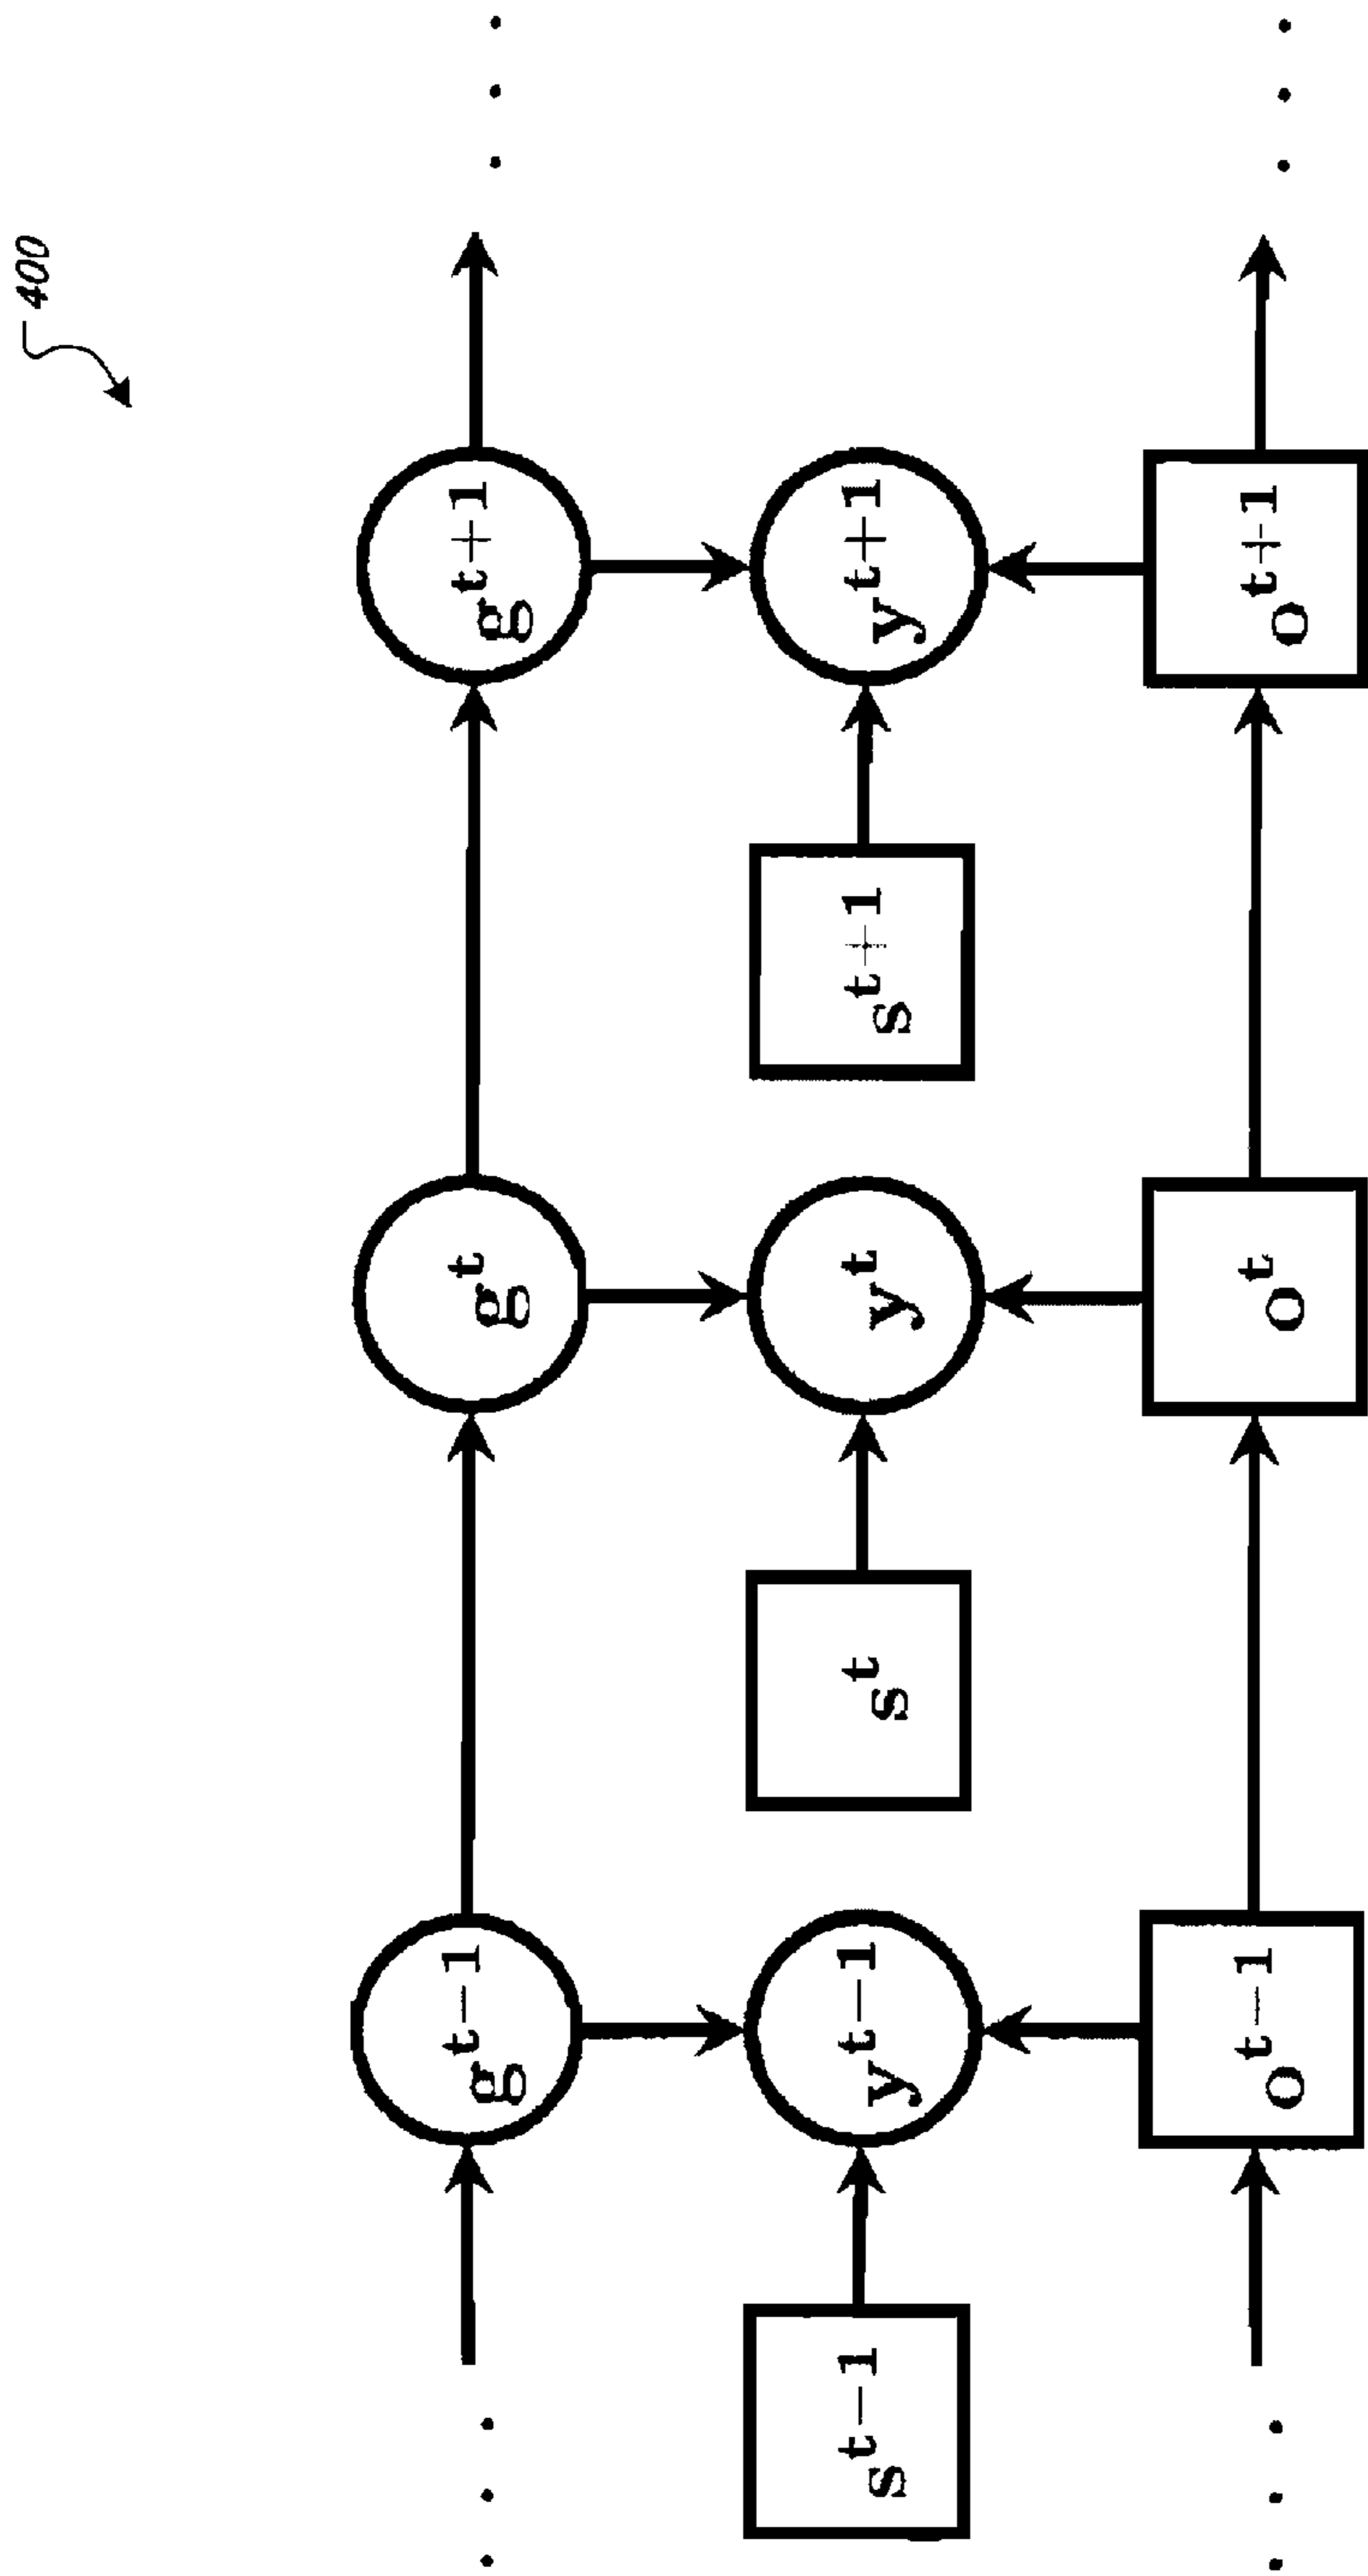 400
g^{t-1}
g^t
g^{t+1}
s^{t-1}
y^{t-1}
s^t
y^t
s^{t+1}
y^{t+1}
o^{t-1}
o^t
o^{t+1}